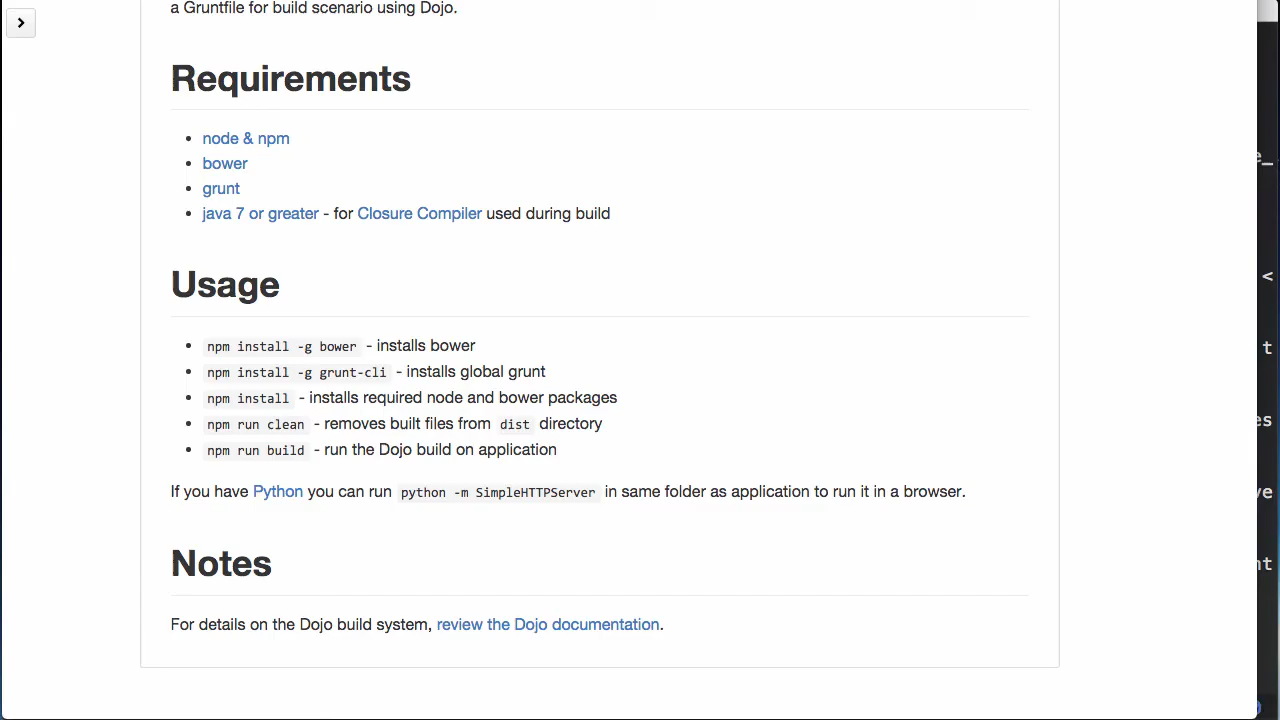 a Gruntfile for build scenario using Dojo.
Requirements
node & npm
bower
grunt
java 7 or greater - for Closure Compiler used during build
Usage
npm install -g bower - installs bower
npm install -g grunt-cli - installs global grunt
npm install - installs required node and bower packages
npm run clean - removes built files from dist directory
npm run build - run the Dojo build on application
If you have Python you can run python -m SimpleHTTPServer in same folder as application to run it in a browser.
Notes
For details on the Dojo build system, review the Dojo documentation.